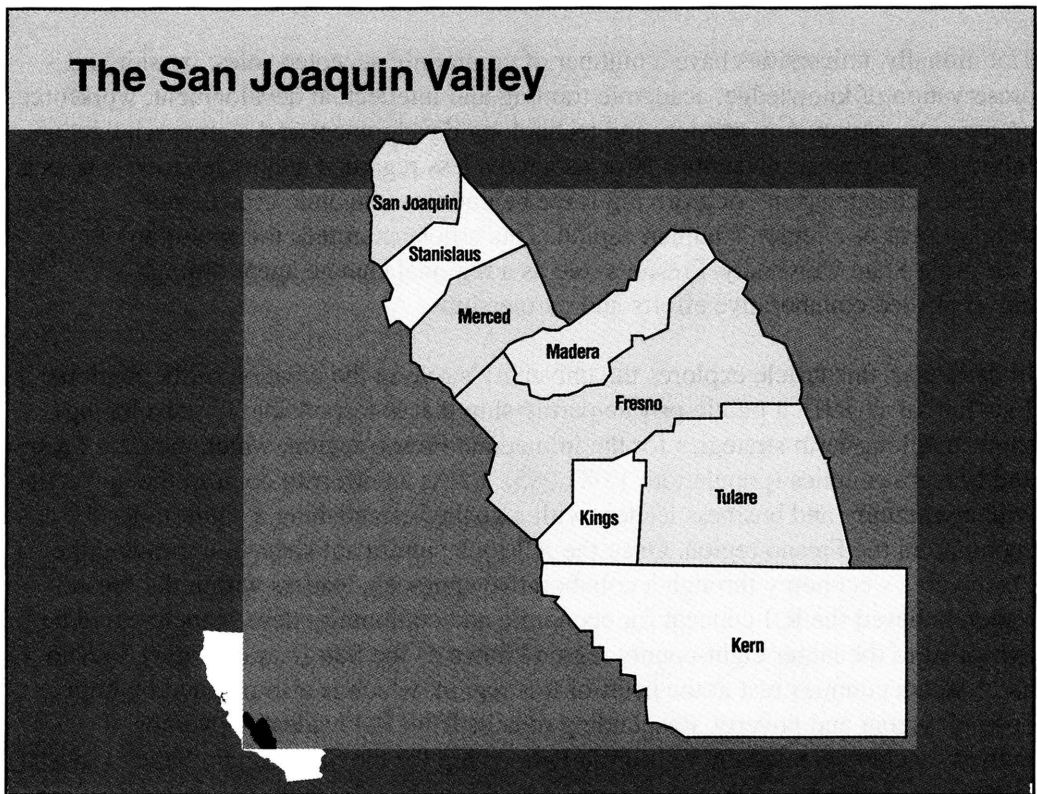 The San Joaquin Valley
San Joaquin
Stanislaus
Merced
Madera
Fresno
Tulare
Kings
Kern